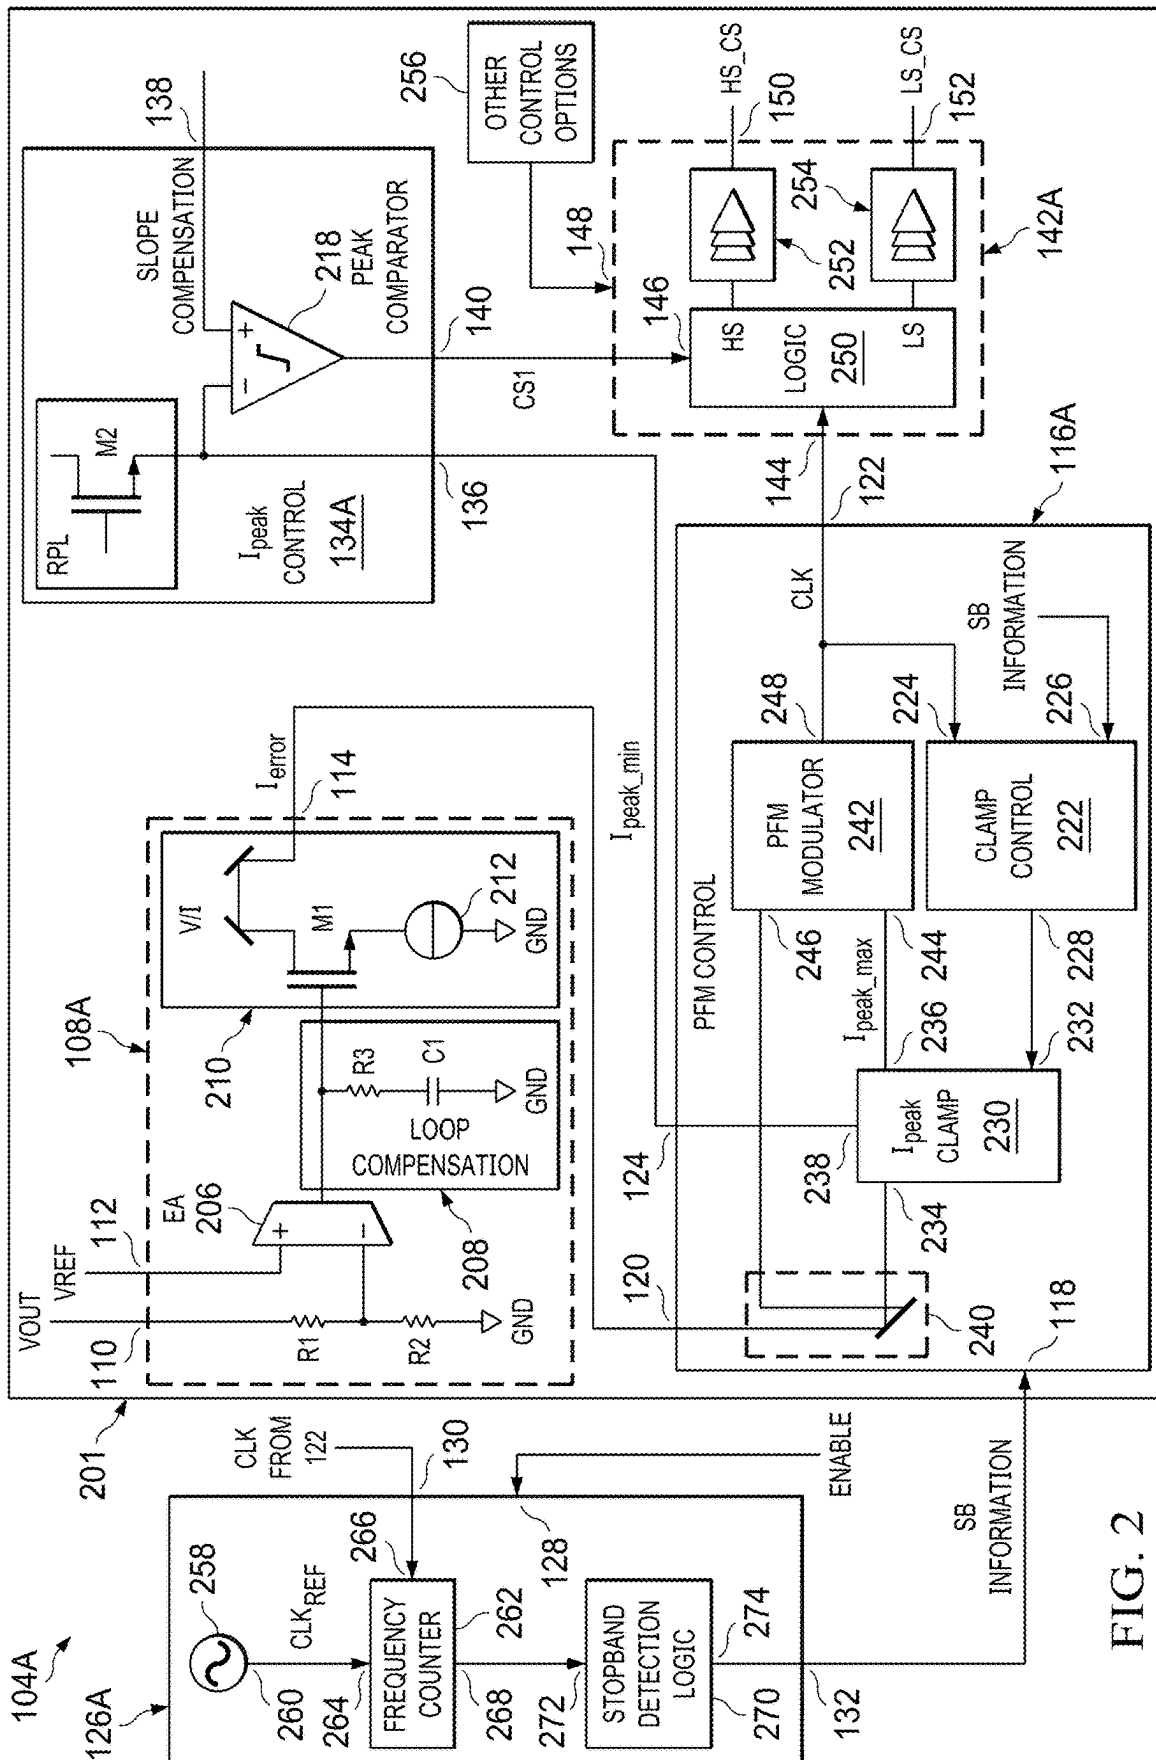 104A
126A
258
CLK_REF
260
264
FREQUENCY
COUNTER
266
262
268
272
STOPBAND
DETECTION
LOGIC
274
270
132
CLK
FROM
122
130
128
ENABLE
SB
INFORMATION
201
VOUT
110
VREF
112
108A
R1
R2
GND
EA
206
+
−
208
LOOP
COMPENSATION
R3
C1
GND
210
V/I
M1
212
GND
I_error
114
RPL
M2
I_peak
CONTROL
134A
136
SLOPE
COMPENSATION
138
+
−
218
PEAK
COMPARATOR
140
CS1
256
OTHER
CONTROL
OPTIONS
148
146
LOGIC
250
HS
LS
252
254
HS_CS
150
LS_CS
152
142A
144
122
CLK
116A
PFM CONTROL
I_peak_min
124
120
118
240
I_peak
CLAMP
230
234
238
236
232
I_peak_max
246
244
228
PFM
MODULATOR
242
248
CLAMP
CONTROL
222
224
226
SB
INFORMATION
FIG. 2